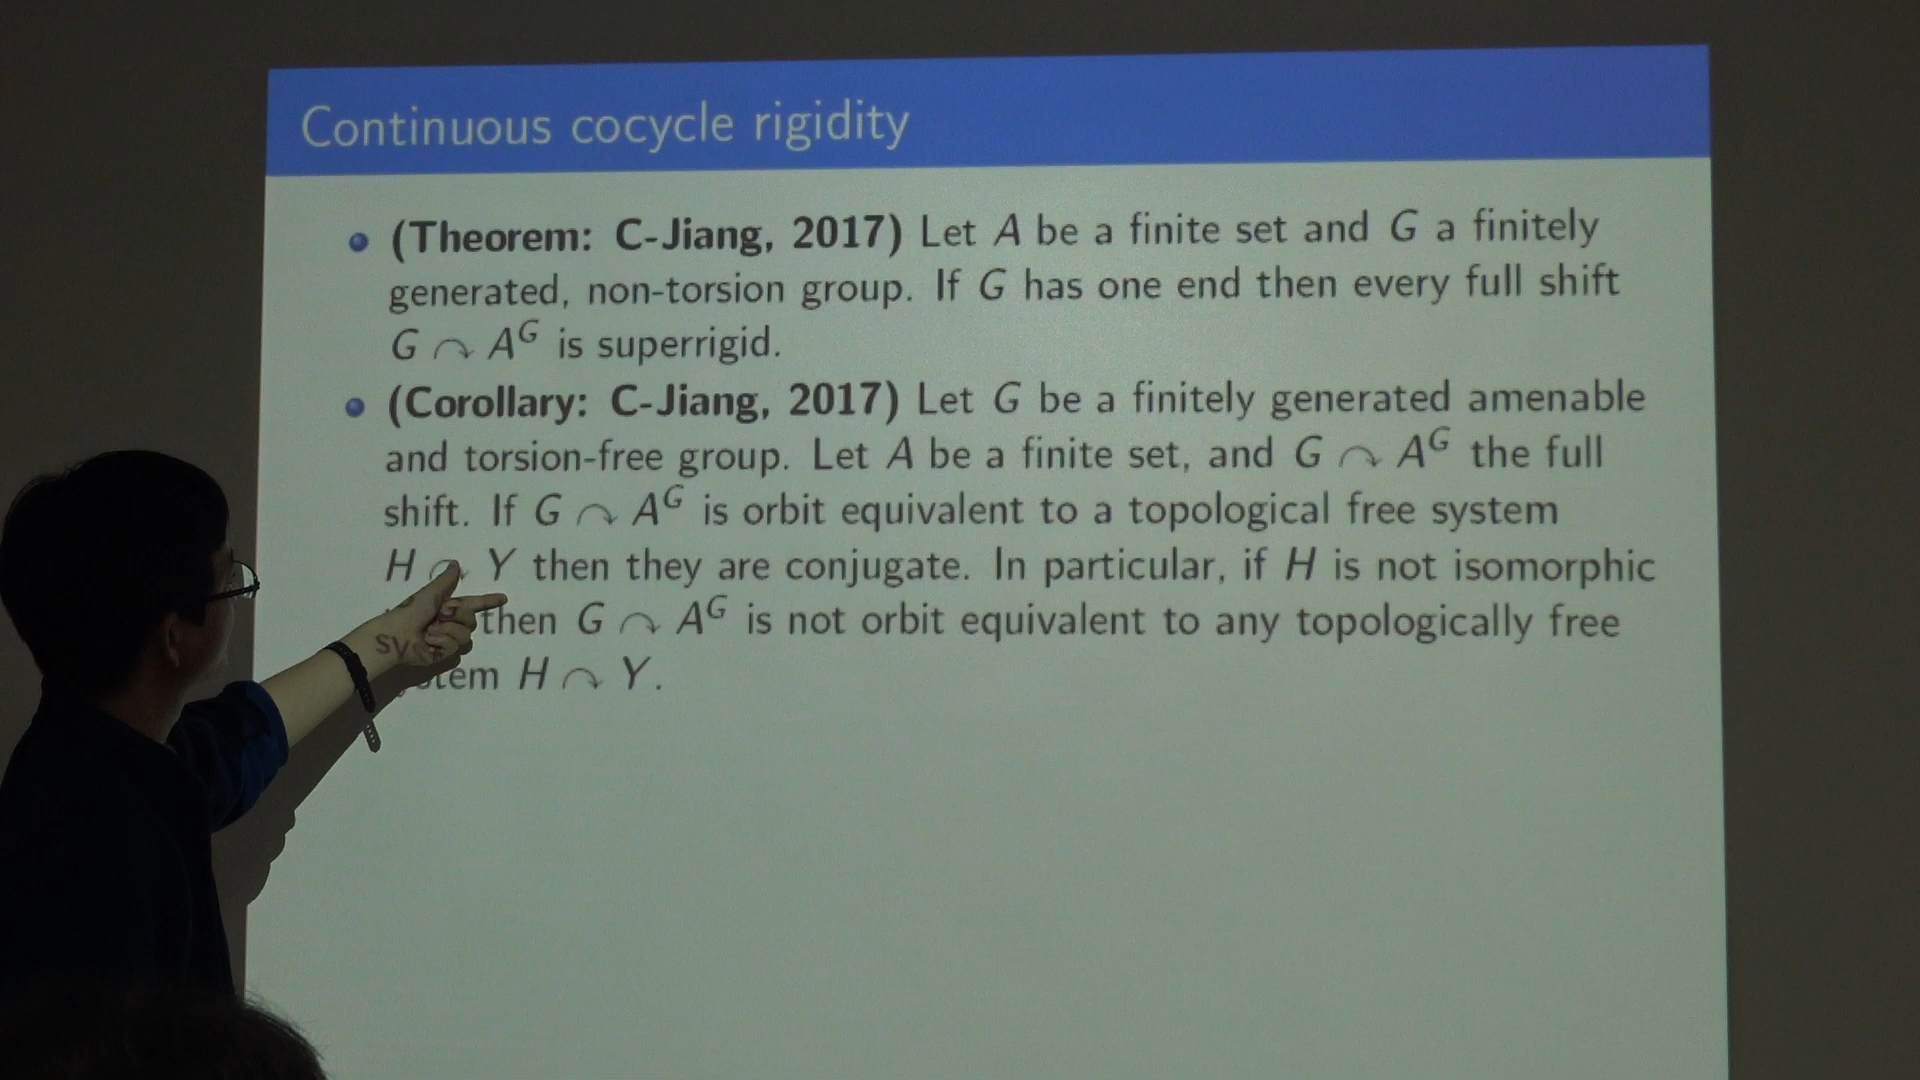 Continuous cocycle rigidity
(Theorem: C-Jiang, 2017) Let A be a finite set and G a finitely
generated, non-torsion group. If G has one end then every full shift
G ↷ A^G is superrigid.
(Corollary: C-Jiang, 2017) Let G be a finitely generated amenable
and torsion-free group. Let A be a finite set, and G ↷ A^G the full
shift. If G ↷ A^G is orbit equivalent to a topological free system
H ↷ Y then they are conjugate. In particular, if H is not isomorphic
then G ↷ A^G is not orbit equivalent to any topologically free
system H ↷ Y.